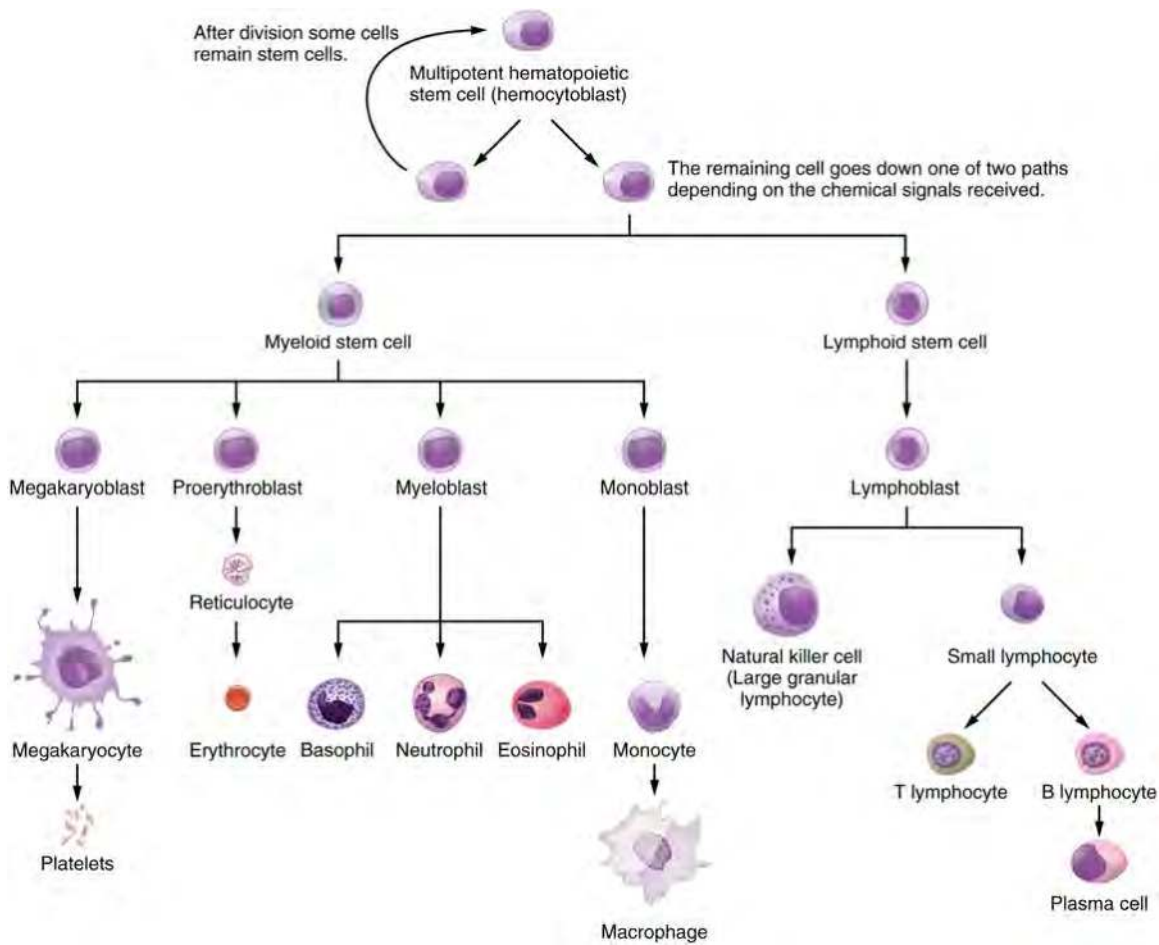 After division some cells
remain stem cells.
Multipotent hematopoietic
stem cell (hemocytoblast)
The remaining cell goes down one of two paths
depending on the chemical signals received.
Myeloid stem cell
Lymphoid stem cell
Megakaryoblast
Proerythroblast
Myeloblast
Monoblast
Lymphoblast
Reticulocyte
Natural killer cell
(Large granular
lymphocyte)
Small lymphocyte
Megakaryocyte
Erythrocyte
Basophil
Neutrophil
Eosinophil
Monocyte
T lymphocyte
B lymphocyte
Platelets
Macrophage
Plasma cell